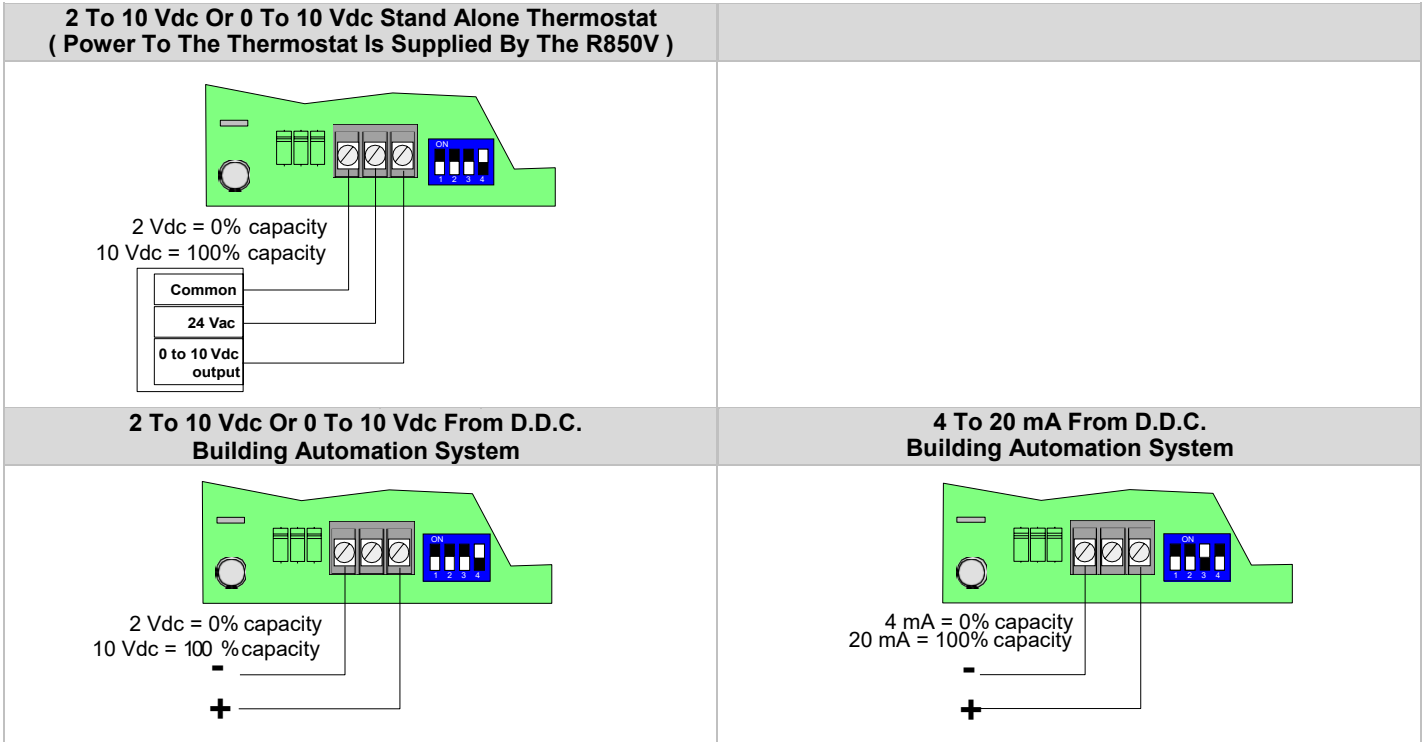 2 To 10 Vdc Or 0 To 10 Vdc Stand Alone Thermostat
( Power To The Thermostat Is Supplied By The R850V )
ON
1 2 3 4
2 Vdc = 0% capacity
10 Vdc = 100% capacity
Common
24 Vac
0 to 10 Vdc
output
2 To 10 Vdc Or 0 To 10 Vdc From D.D.C.
Building Automation System
ON
1 2 3 4
2 Vdc = 0% capacity
10 Vdc = 100 % capacity
-
+
4 To 20 mA From D.D.C.
Building Automation System
ON
1 2 3 4
4 mA = 0% capacity
20 mA = 100% capacity
-
+